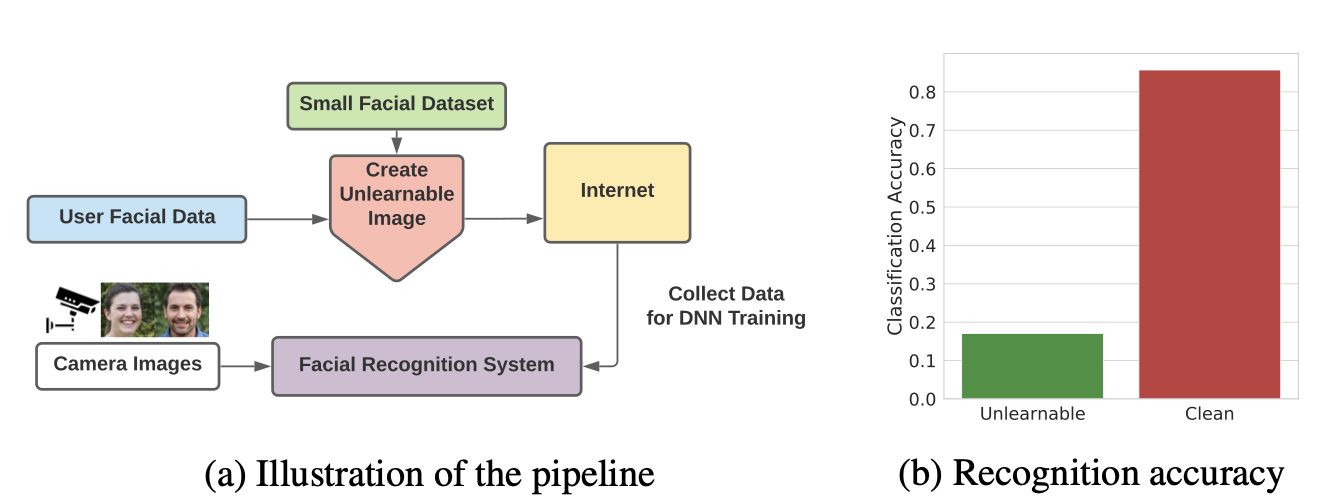 Small Facial Dataset
Create
Unlearnable
Image
Internet
User Facial Data
Collect Data
for DNN Training
Camera Images
Facial Recognition System
(a) Illustration of the pipeline
Classification Accuracy
0.8
0.7
0.6
0.5
0.4
0.3
0.2
0.1
0.0
Unlearnable Clean
(b) Recognition accuracy